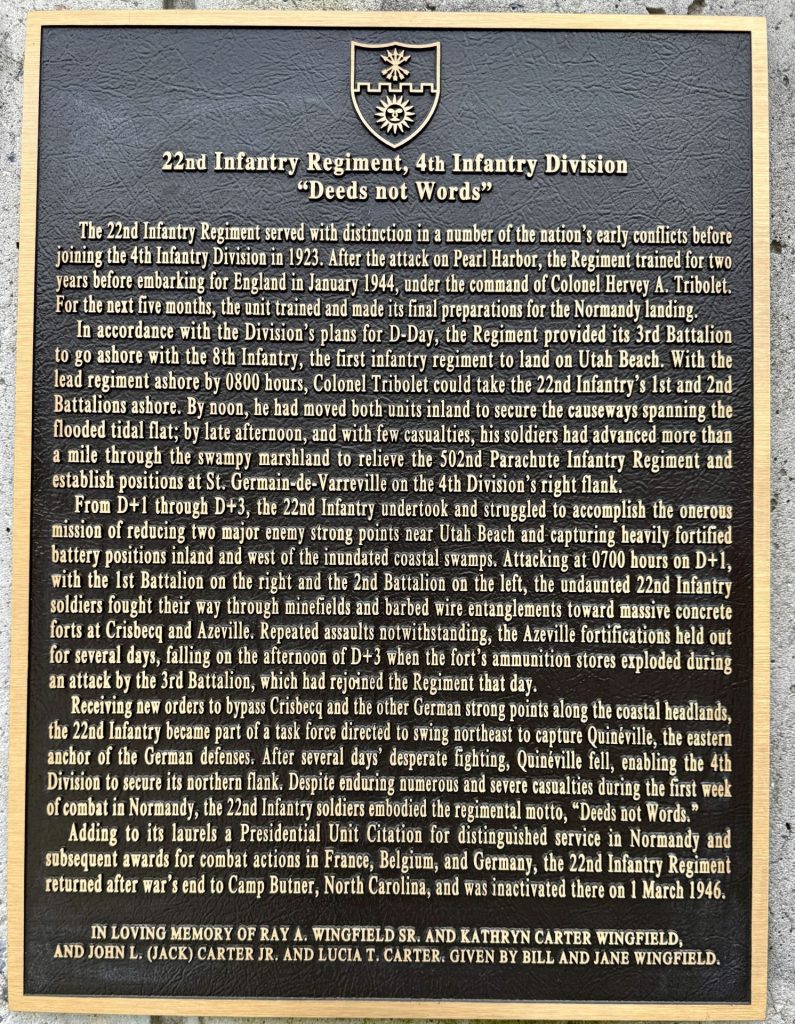 22nd Infantry Regiment, 4th Infantry Division
“Deeds not Words”
The 22nd Infantry Regiment served with distinction in a number of the nation’s early conflicts before
joining the 4th Infantry Division in 1923. After the attack on Pearl Harbor, the Regiment trained for two
years before embarking for England in January 1944, under the command of Colonel Hervey A. Tribolet.
For the next five months, the unit trained and made its final preparations for the Normandy landing.
In accordance with the Division’s plans for D-Day, the Regiment provided its 3rd Battalion
to go ashore with the 8th Infantry, the first infantry regiment to land on Utah Beach. With the
lead regiment ashore by 0800 hours, Colonel Tribolet could take the 22nd Infantry’s 1st and 2nd
Battalions ashore. By noon, he had moved both units inland to secure the causeways spanning the
flooded tidal flat; by late afternoon, and with few casualties, his soldiers had advanced more than
a mile through the swampy marshland to relieve the 502nd Parachute Infantry Regiment and
establish positions at St. Germain-de-Varreville on the 4th Division’s right flank.
From D+1 through D+3, the 22nd Infantry undertook and struggled to accomplish the onerous
mission of reducing two major enemy strong points near Utah Beach and capturing heavily fortified
battery positions inland and west of the inundated coastal swamps. Attacking at 0700 hours on D+1,
with the 1st Battalion on the right and the 2nd Battalion on the left, the undaunted 22nd Infantry
soldiers fought their way through minefields and barbed wire entanglements toward massive concrete
forts at Crisbecq and Azeville. Repeated assaults notwithstanding, the Azeville fortifications held out
for several days, falling on the afternoon of D+3 when the fort’s ammunition stores exploded during
an attack by the 3rd Battalion, which had rejoined the Regiment that day.
Receiving new orders to bypass Crisbecq and the other German strong points along the coastal headlands,
the 22nd Infantry became part of a task force directed to swing northeast to capture Quinéville, the eastern
anchor of the German defenses. After several days’ desperate fighting, Quinéville fell, enabling the 4th
Division to secure its northern flank. Despite enduring numerous and severe casualties during the first week
of combat in Normandy, the 22nd Infantry soldiers embodied the regimental motto, “Deeds not Words.”
Adding to its laurels a Presidential Unit Citation for distinguished service in Normandy and
subsequent awards for combat actions in France, Belgium, and Germany, the 22nd Infantry Regiment
returned after war’s end to Camp Butner, North Carolina, and was inactivated there on 1 March 1946.
IN LOVING MEMORY OF RAY A. WINGFIELD SR. AND KATHRYN CARTER WINGFIELD,
AND JOHN L. (JACK) CARTER JR. AND LUCIA T. CARTER. GIVEN BY BILL AND JANE WINGFIELD.